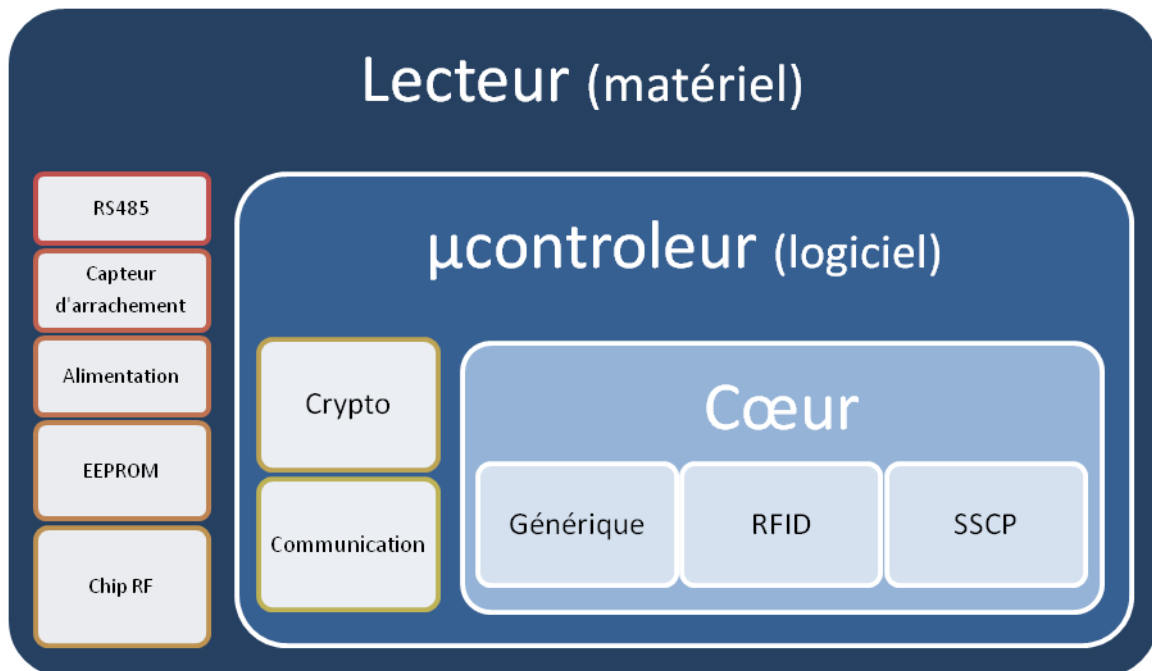 Lecteur (matériel)
RS485
Capteur
d'arrachement
Alimentation
EEPROM
Chip RF
µcontroleur (logiciel)
Crypto
Communication
Cœur
Générique
RFID
SSCP